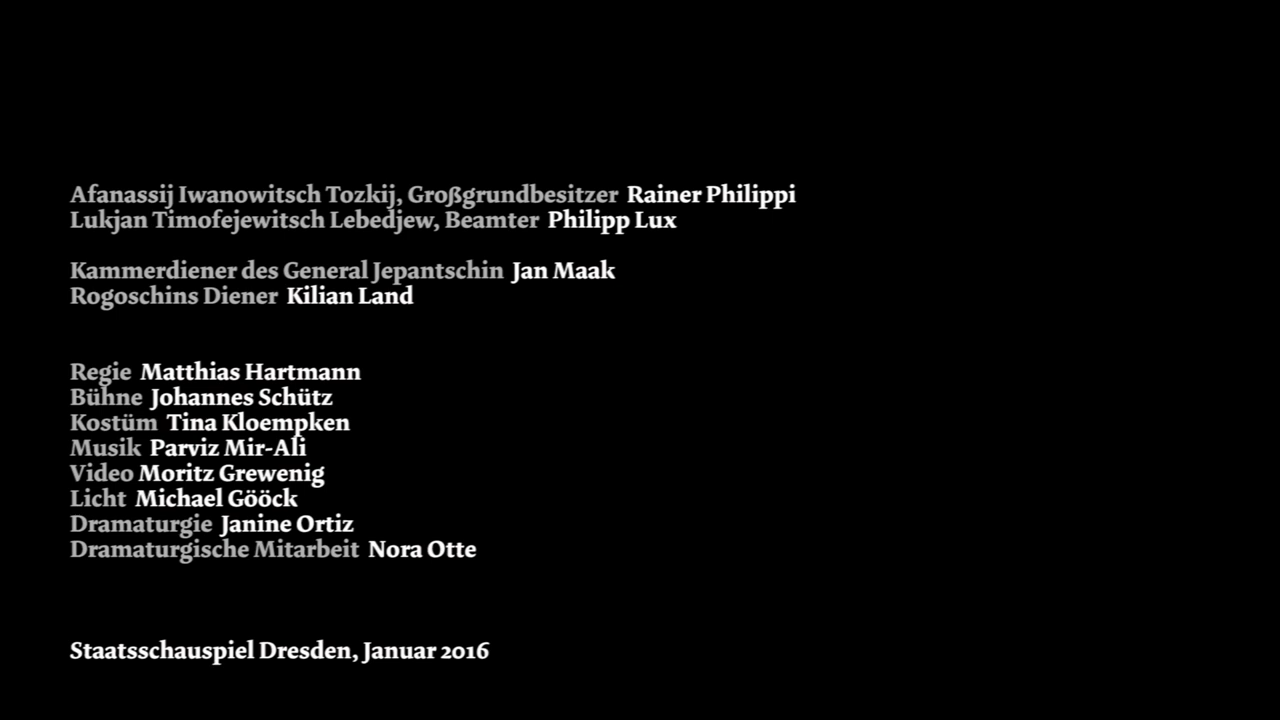 Afanassij Iwanowitsch Tozkij, Großgrundbesitzer Rainer Philippi
Lukjan Timofejewitsch Lebedjew, Beamter Philipp Lux
Kammerdiener des General Jepantschin Jan Maak
Rogoschins Diener Kilian Land
Regie Matthias Hartmann
Bühne Johannes Schütz
Kostüm Tina Kloempken
Musik Parviz Mir-Ali
Video Moritz Grewenig
Licht Michael Gööck
Dramaturgie Janine Ortiz
Dramaturgische Mitarbeit Nora Otte
Staatsschauspiel Dresden, Januar 2016